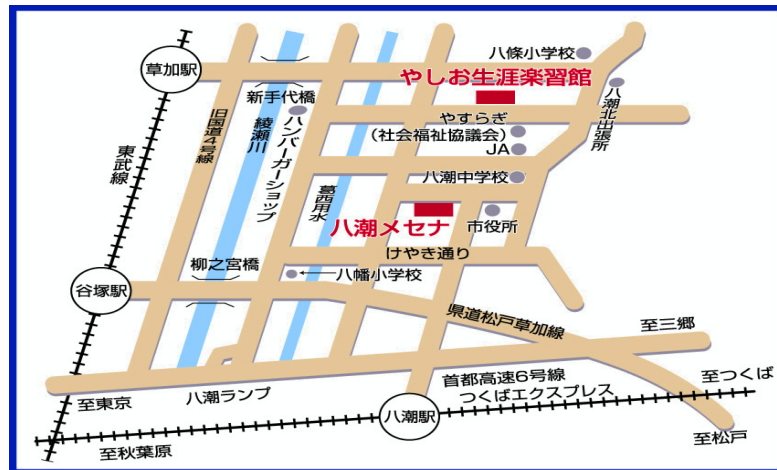 八條小学校
草加駅
やしお生涯楽習館
新手代橋
八潮北出張所
旧国道4号線
綾瀬川
ハンバーガーショップ
やすらぎ
(社会福祉協議会)
JA
東武線
葛西用水
八潮中学校
八潮メセナ
市役所
けやき通り
柳之宮橋
八幡小学校
谷塚駅
県道松戸草加線
至三郷
至東京
八潮ランプ
首都高速6号線
つくばエクスプレス
至つくば
八潮駅
至秋葉原
至松戸